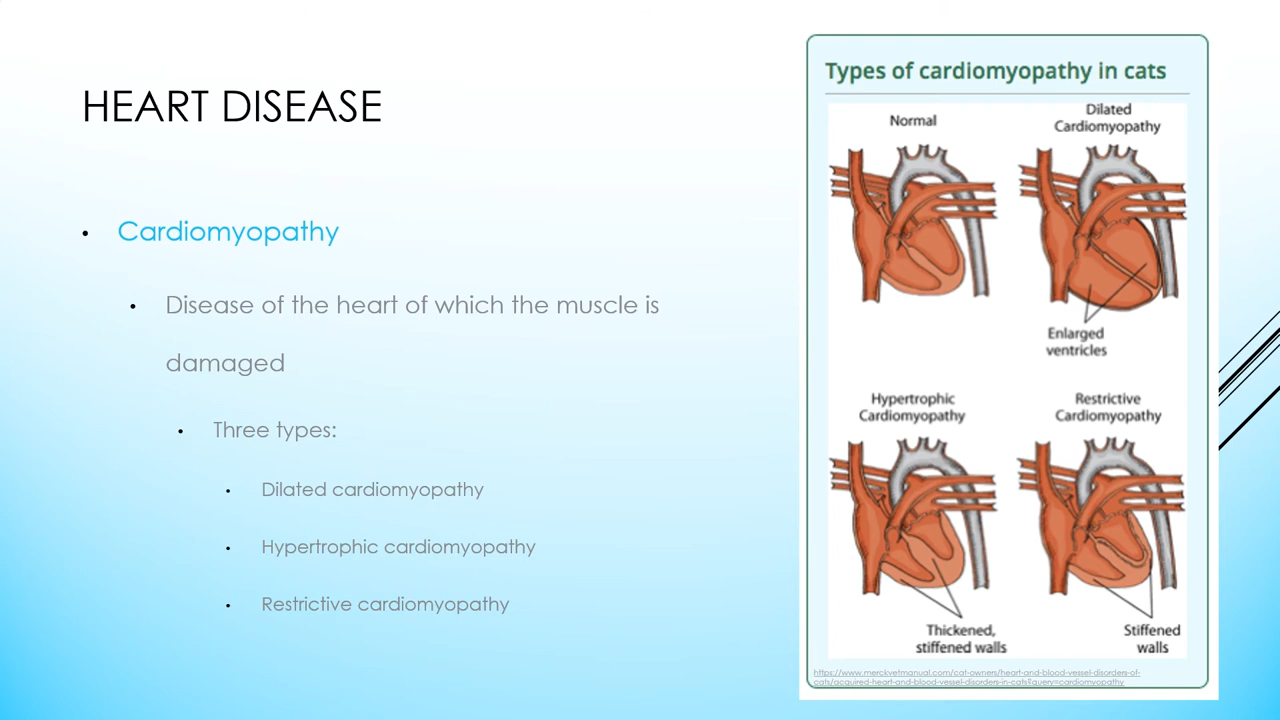 HEART DISEASE
• Cardiomyopathy
• Disease of the heart of which the muscle is
damaged
• Three types:
• Dilated cardiomyopathy
• Hypertrophic cardiomyopathy
• Restrictive cardiomyopathy
Types of cardiomyopathy in cats
Normal
Dilated
Cardiomyopathy
Enlarged
ventricles
Hypertrophic
Cardiomyopathy
Restrictive
Cardiomyopathy
Thickened,
stiffened walls
Stiffened
walls
https://www.merckvetmanual.com/cat-owners/heart-and-blood-vessel-disorders-of-
cats/acquired-heart-and-blood-vessel-disorders-in-cats?query=cardiomyopathy